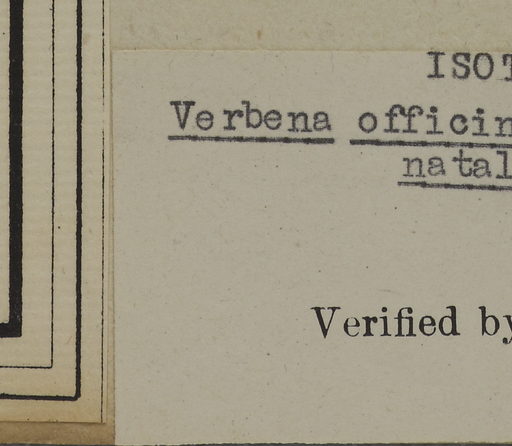 ISOT
Verbena officin
natal
Verified by